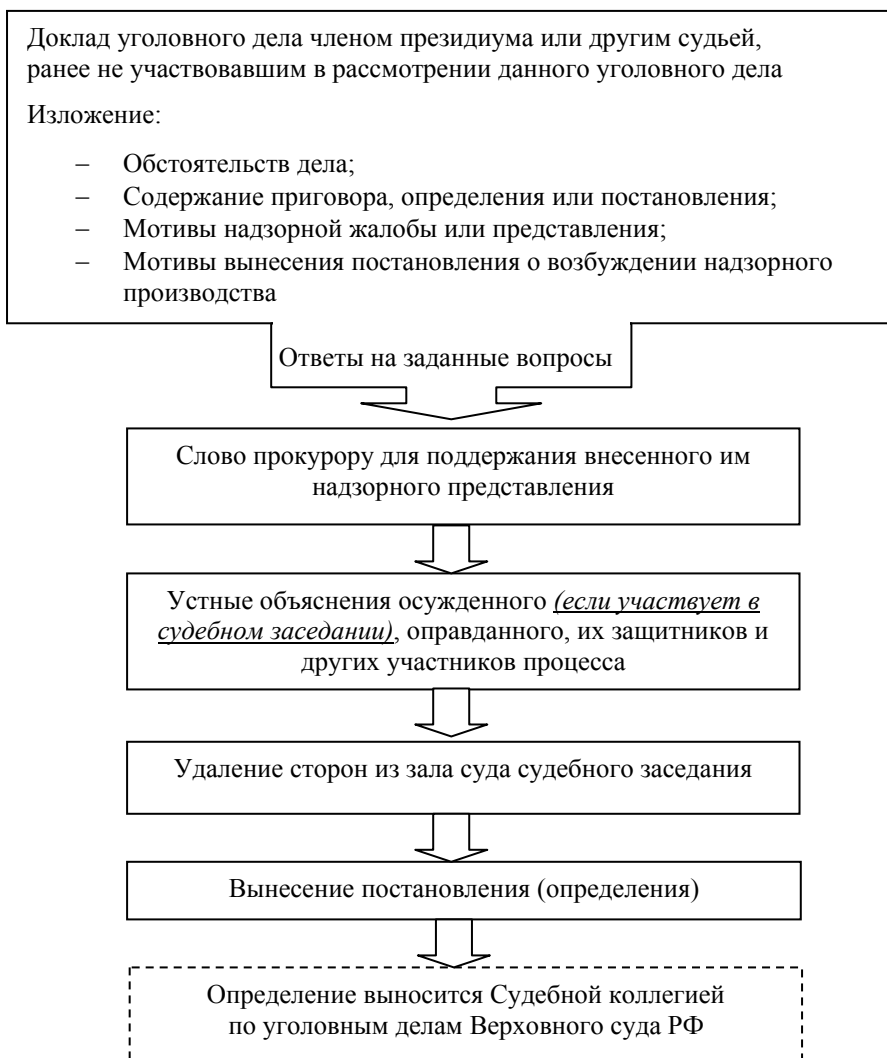 Доклад уголовного дела членом президиума или другим судьей,
ранее не участвовавшим в рассмотрении данного уголовного дела
Изложение:
– Обстоятельств дела;
– Содержание приговора, определения или постановления;
– Мотивы надзорной жалобы или представления;
– Мотивы вынесения постановления о возбуждении надзорного
производства
Ответы на заданные вопросы
Слово прокурору для поддержания внесенного им
надзорного представления
Устные объяснения осужденного (если участвует в
судебном заседании), оправданного, их защитников и
других участников процесса
Удаление сторон из зала суда судебного заседания
Вынесение постановления (определения)
Определение выносится Судебной коллегией
по уголовным делам Верховного суда РФ